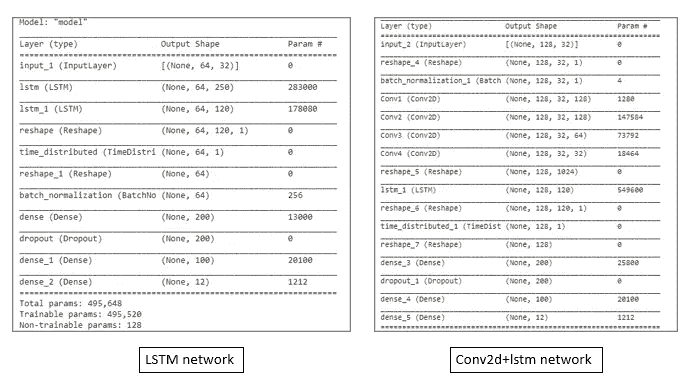 Model: "model"
Layer (type) Output Shape Param #
input_1 (InputLayer) [(None, 64, 32)] 0
lstm (LSTM) (None, 64, 250) 283000
lstm_1 (LSTM) (None, 64, 120) 178080
reshape (Reshape) (None, 64, 120, 1) 0
time_distributed (TimeDistri (None, 64, 1) 0
reshape_1 (Reshape) (None, 64) 0
batch_normalization (BatchNo (None, 64) 256
dense (Dense) (None, 200) 13000
dropout (Dropout) (None, 200) 0
dense_1 (Dense) (None, 100) 20100
dense_2 (Dense) (None, 12) 1212
Total params: 495,648
Trainable params: 495,520
Non-trainable params: 128
LSTM network
Layer (type) Output Shape Param #
input_2 (InputLayer) [(None, 128, 32)] 0
reshape_4 (Reshape) (None, 128, 32, 1) 0
batch_normalization_1 (Batch (None, 128, 32, 1) 4
Conv1 (Conv2D) (None, 128, 32, 128) 1280
Conv2 (Conv2D) (None, 128, 32, 128) 147584
Conv3 (Conv2D) (None, 128, 32, 64) 73792
Conv4 (Conv2D) (None, 128, 32, 32) 18464
reshape_5 (Reshape) (None, 128, 1024) 0
lstm_1 (LSTM) (None, 128, 120) 549600
reshape_6 (Reshape) (None, 128, 120, 1) 0
time_distributed_1 (TimeDist (None, 128, 1) 0
reshape_7 (Reshape) (None, 128) 0
dense_3 (Dense) (None, 200) 25800
dropout_1 (Dropout) (None, 200) 0
dense_4 (Dense) (None, 100) 20100
dense_5 (Dense) (None, 12) 1212
Conv2d+lstm network